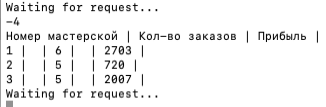 Waiting for request...
-4
Номер мастерской | Кол-во заказов | Прибыль |
1 |  | 6 |  | 2703 |
2 |  | 5 |  | 720 |
3 |  | 5 |  | 2007 |
Waiting for request...